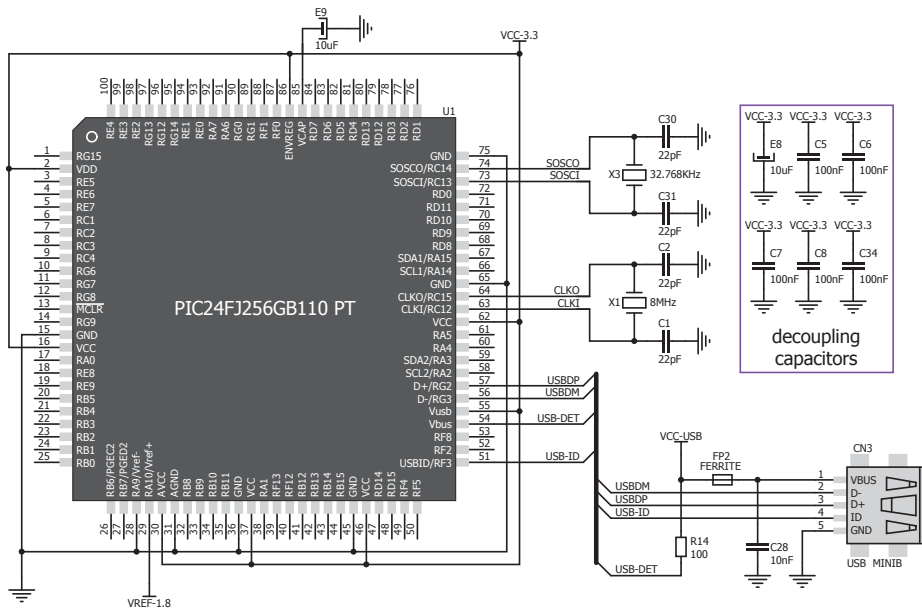 E9
10uF
VCC-3.3
100 99 98 97 96 95 94 93 92 91 90 89 88 87 86 85 84 83 82 81 80 79 78 77 76
RE4 RE3 RE2 RG13 RG12 RG14 RE1 RE0 RA7 RA6 RG0 RG1 RF1 RF0 ENVREG VCAP RD7 RD6 RD5 RD4 RD13 RD12 RD3 RD2 RD1
U1
1 RG15
2 VDD
3 RE5
4 RE6
5 RE7
6 RC1
7 RC2
8 RC3
9 RC4
10 RG6
11 RG7
12 RG8
13 MCLR
14 RG9
15 GND
16 VCC
17 RA0
18 RE8
19 RE9
20 RB5
21 RB4
22 RB3
23 RB2
24 RB1
25 RB0
PIC24FJ256GB110 PT
GND 75
SOSCO/RC14 74
SOSCI/RC13 73
RD0 72
RD11 71
RD10 70
RD9 69
RD8 68
SDA1/RA15 67
SCL1/RA14 66
GND 65
CLKO/RC15 64
CLKI/RC12 63
VCC 62
RA5 61
RA4 60
SDA2/RA3 59
SCL2/RA2 58
D+/RG2 57
D-/RG3 56
Vusb 55
Vbus 54
RF8 53
RF2 52
USBID/RF3 51
RB6/PGEC2 RB7/PGED2 RA9/Vref- RA10/Vref+ AVCC AGND RB8 RB9 RB10 RB11 GND VCC RA1 RF13 RF12 RB12 RB13 RB14 RB15 GND VCC RD14 RD15 RF4 RF5
26 27 28 29 30 31 32 33 34 35 36 37 38 39 40 41 42 43 44 45 46 47 48 49 50
VREF-1.8
SOSCO
SOSCI
C30
22pF
X3 32.768KHz
C31
22pF
C2
22pF
CLKO
CLKI
X1 8MHz
C1
22pF
USBDP
USBDM
USB-DET
USB-ID
VCC-3.3 VCC-3.3 VCC-3.3
E8 C5 C6
10uF 100nF 100nF
VCC-3.3 VCC-3.3 VCC-3.3
C7 C8 C34
100nF 100nF 100nF
decoupling
capacitors
VCC-USB
FP2
FERRITE
CN3
1 VBUS
USBDM 2 D-
USBDP 3 D+
USB-ID 4 ID
5 GND
R14
100
C28
10nF
USB MINIB
USB-DET